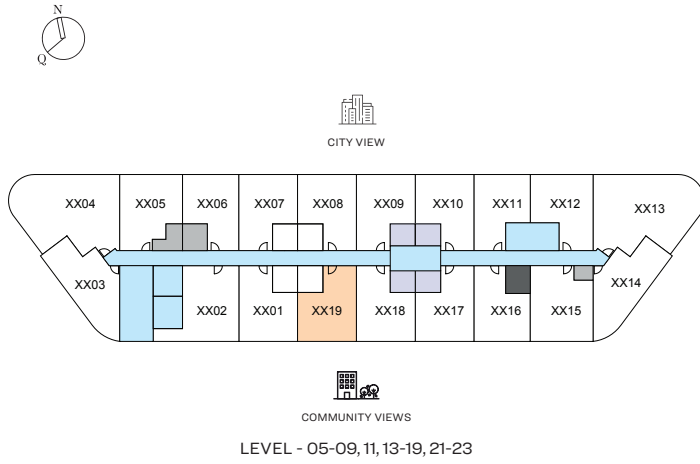 N
Q
CITY VIEW
XX04 XX05 XX06 XX07 XX08 XX09 XX10 XX11 XX12 XX13
XX03 XX14
XX02 XX01 XX19 XX18 XX17 XX16 XX15
COMMUNITY VIEWS
LEVEL - 05-09, 11, 13-19, 21-23